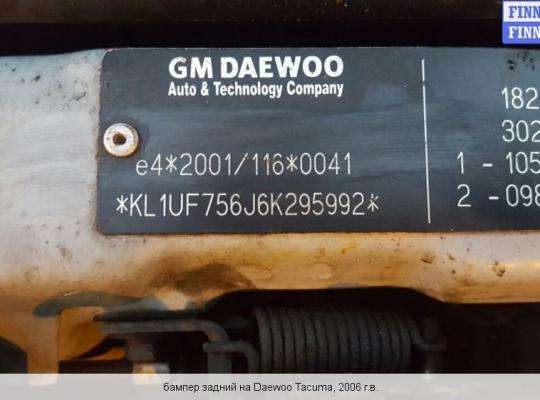 FINN
FINN
GM DAEWOO
Auto & Technology Company
182
302
e4*2001/116*0041
1 - 105
*KL1UF756J6K295992*
2 - 098
бампер задний на Daewoo Tacuma, 2006 г.в.